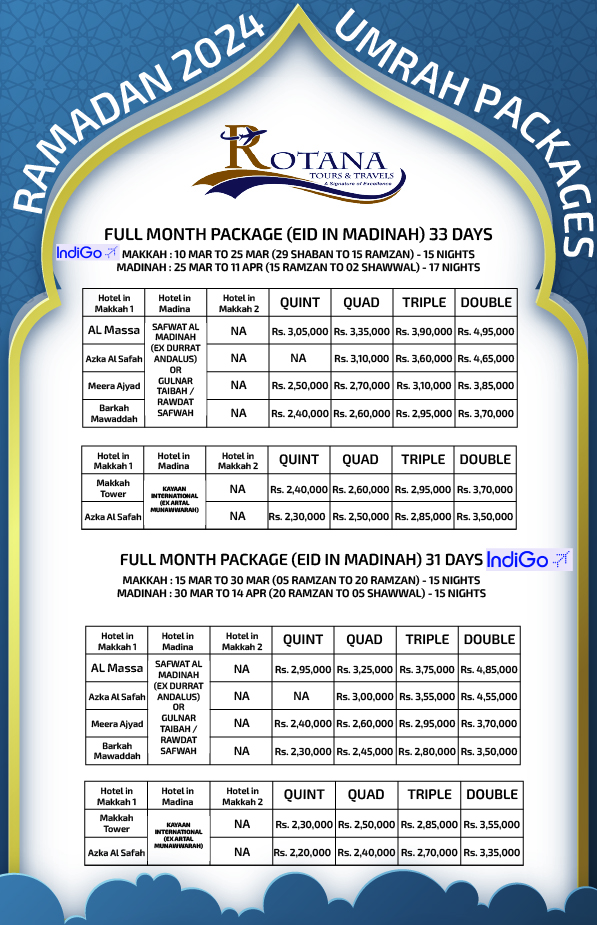 RAMADAN 2024
UMRAH PACKAGES
ROTANA
TOURS & TRAVELS
A Signature of Excellence
FULL MONTH PACKAGE (EID IN MADINAH) 33 DAYS
IndiGo
MAKKAH : 10 MAR TO 25 MAR (29 SHABAN TO 15 RAMZAN) - 15 NIGHTS
MADINAH : 25 MAR TO 11 APR (15 RAMZAN TO 02 SHAWWAL) - 17 NIGHTS
Hotel in Makkah 1 Hotel in Madina Hotel in Makkah 2 QUINT QUAD TRIPLE DOUBLE
AL Massa NA Rs. 3,05,000 Rs. 3,35,000 Rs. 3,90,000 Rs. 4,95,000
Azka Al Safah NA NA Rs. 3,10,000 Rs. 3,60,000 Rs. 4,65,000
Meera Ajyad NA Rs. 2,50,000 Rs. 2,70,000 Rs. 3,10,000 Rs. 3,85,000
Barkah Mawaddah NA Rs. 2,40,000 Rs. 2,60,000 Rs. 2,95,000 Rs. 3,70,000
SAFWAT AL
MADINAH
(EX DURRAT
ANDALUS)
OR
GULNAR
TAIBAH /
RAWDAT
SAFWAH
Hotel in Makkah 1 Hotel in Madina Hotel in Makkah 2 QUINT QUAD TRIPLE DOUBLE
Makkah Tower NA Rs. 2,40,000 Rs. 2,60,000 Rs. 2,95,000 Rs. 3,70,000
Azka Al Safah NA Rs. 2,30,000 Rs. 2,50,000 Rs. 2,85,000 Rs. 3,50,000
KAYAAN
INTERNATIONAL
(EX ARTAL
MUNAWWARAH)
FULL MONTH PACKAGE (EID IN MADINAH) 31 DAYS IndiGo
MAKKAH : 15 MAR TO 30 MAR (05 RAMZAN TO 20 RAMZAN) - 15 NIGHTS
MADINAH : 30 MAR TO 14 APR (20 RAMZAN TO 05 SHAWWAL) - 15 NIGHTS
Hotel in Makkah 1 Hotel in Madina Hotel in Makkah 2 QUINT QUAD TRIPLE DOUBLE
AL Massa NA Rs. 2,95,000 Rs. 3,25,000 Rs. 3,75,000 Rs. 4,85,000
Azka Al Safah NA NA Rs. 3,00,000 Rs. 3,55,000 Rs. 4,55,000
Meera Ajyad NA Rs. 2,40,000 Rs. 2,60,000 Rs. 2,95,000 Rs. 3,70,000
Barkah Mawaddah NA Rs. 2,30,000 Rs. 2,45,000 Rs. 2,80,000 Rs. 3,50,000
SAFWAT AL
MADINAH
(EX DURRAT
ANDALUS)
OR
GULNAR
TAIBAH /
RAWDAT
SAFWAH
Hotel in Makkah 1 Hotel in Madina Hotel in Makkah 2 QUINT QUAD TRIPLE DOUBLE
Makkah Tower NA Rs. 2,30,000 Rs. 2,50,000 Rs. 2,85,000 Rs. 3,55,000
Azka Al Safah NA Rs. 2,20,000 Rs. 2,40,000 Rs. 2,70,000 Rs. 3,35,000
KAYAAN
INTERNATIONAL
(EX ARTAL
MUNAWWARAH)